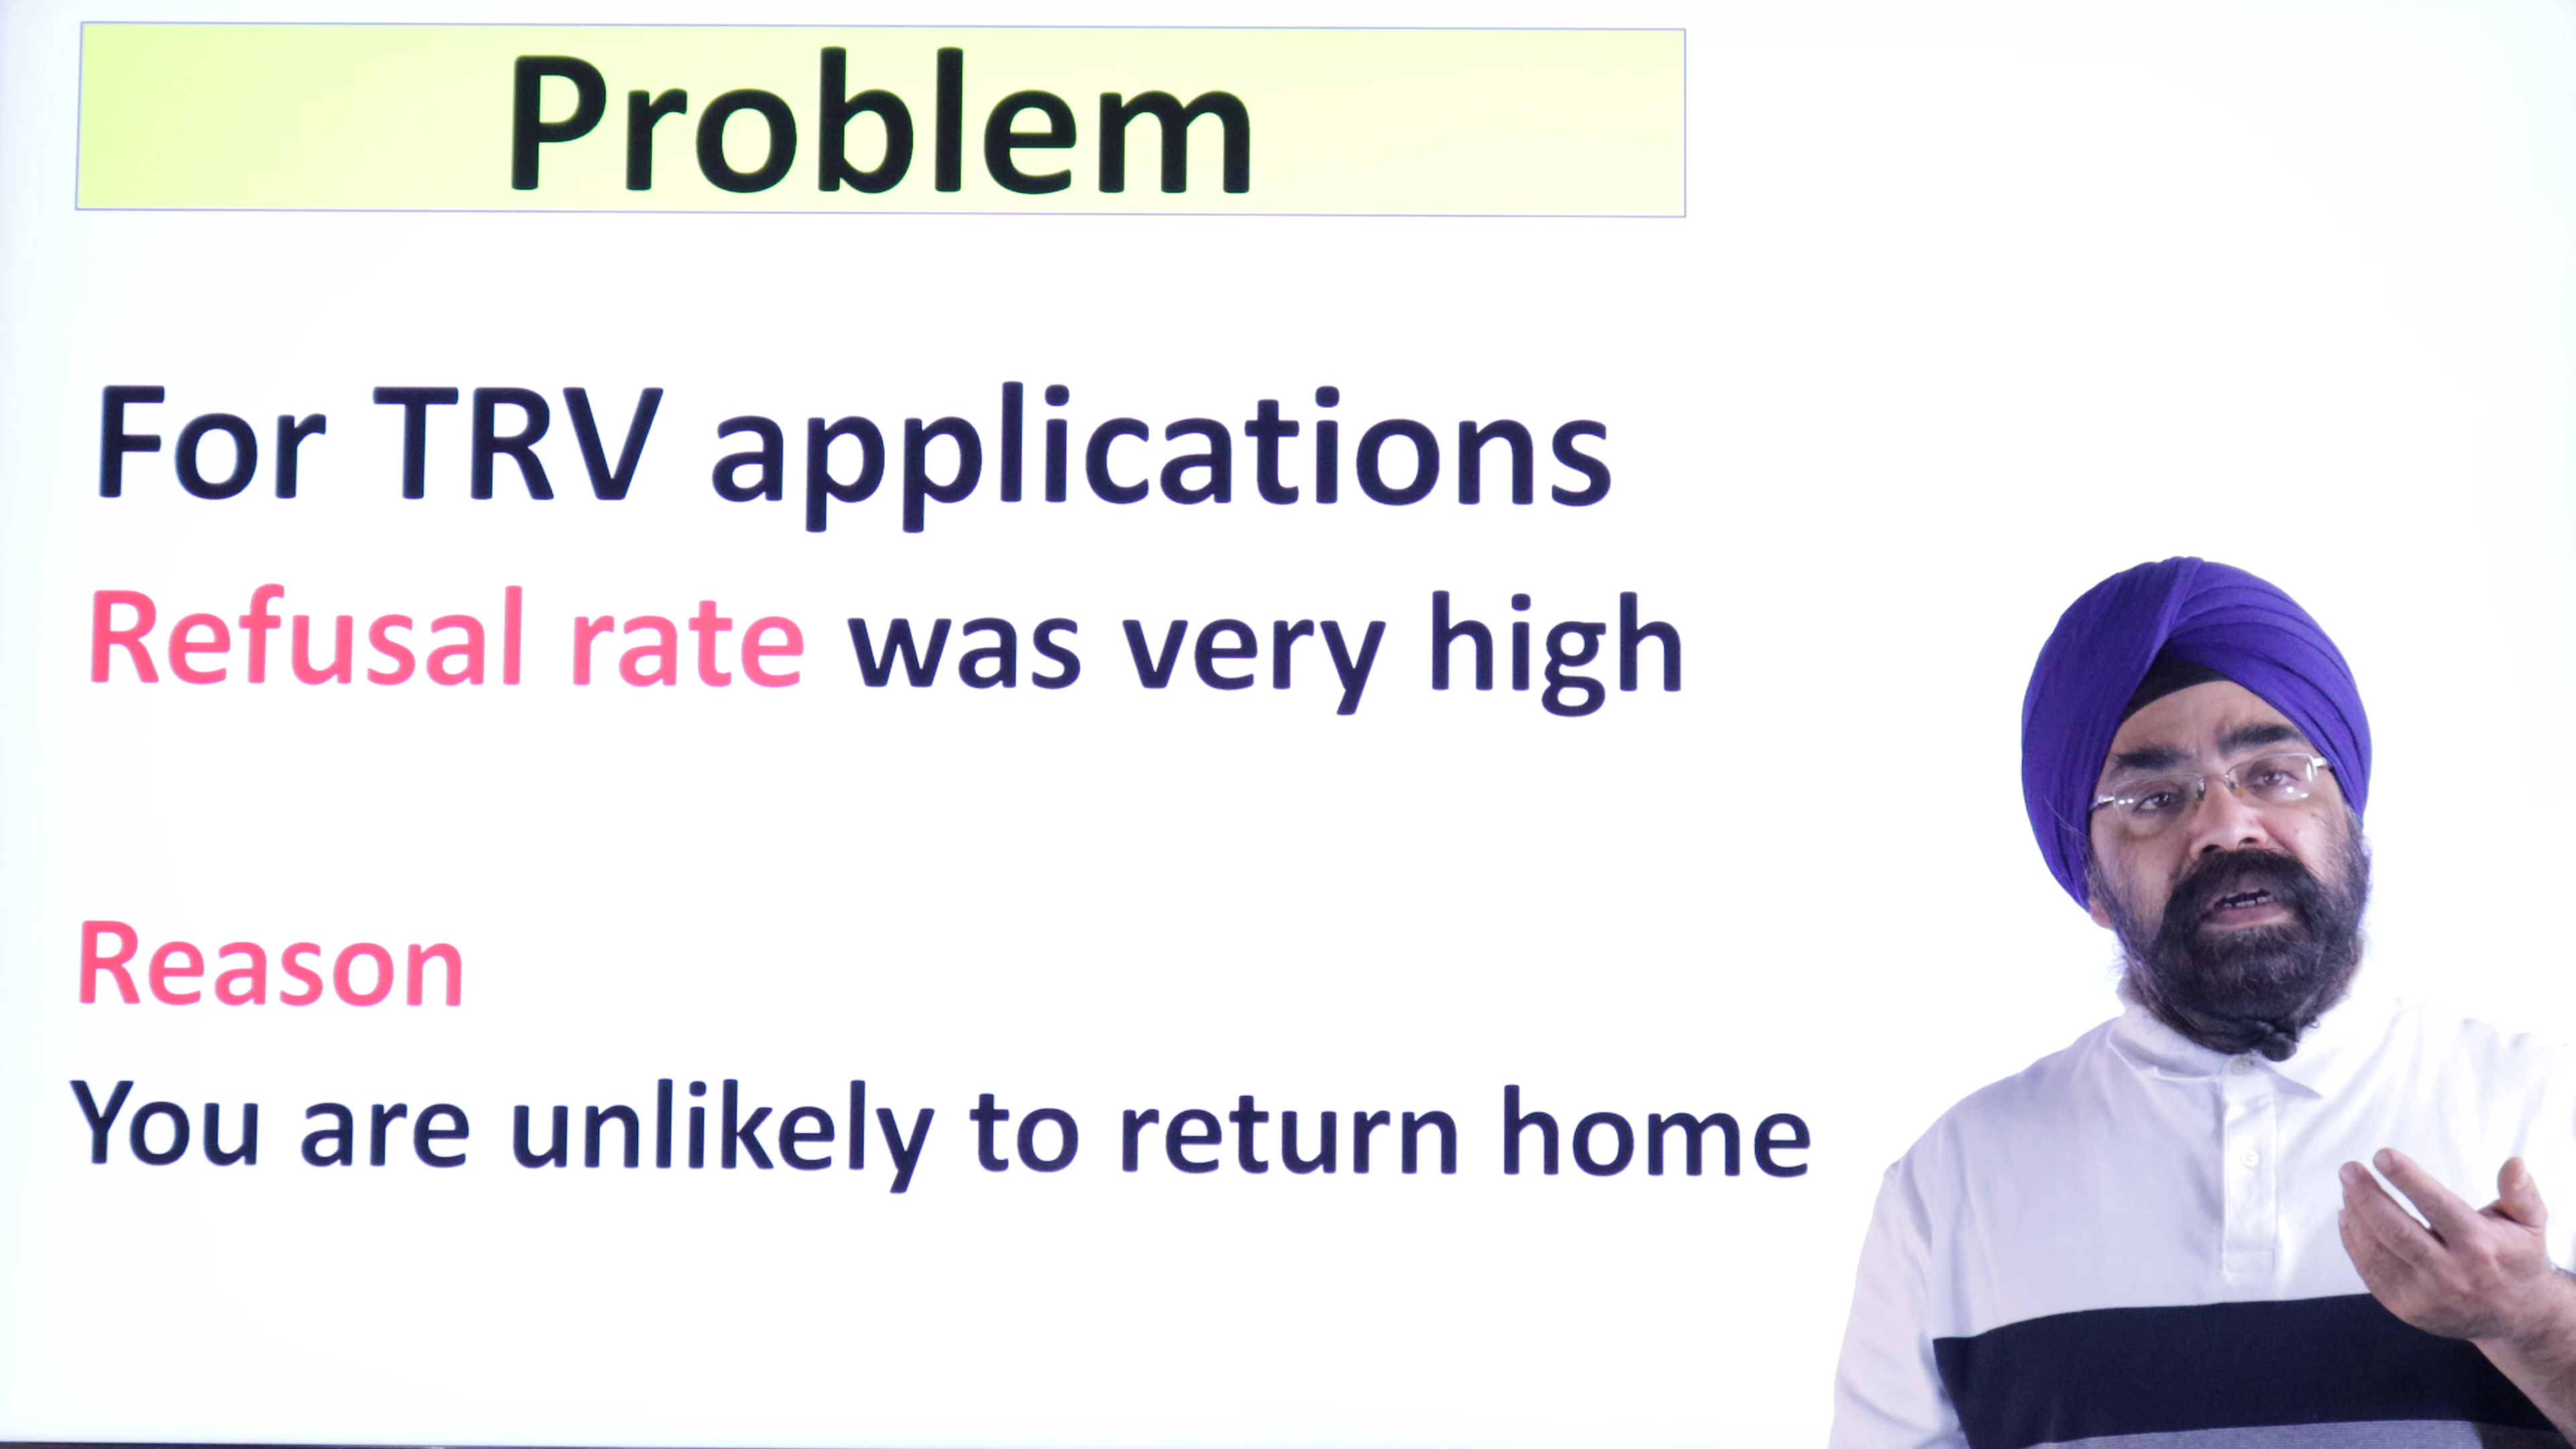 Problem
For TRV applications
Refusal rate was very high
Reason
You are unlikely to return home